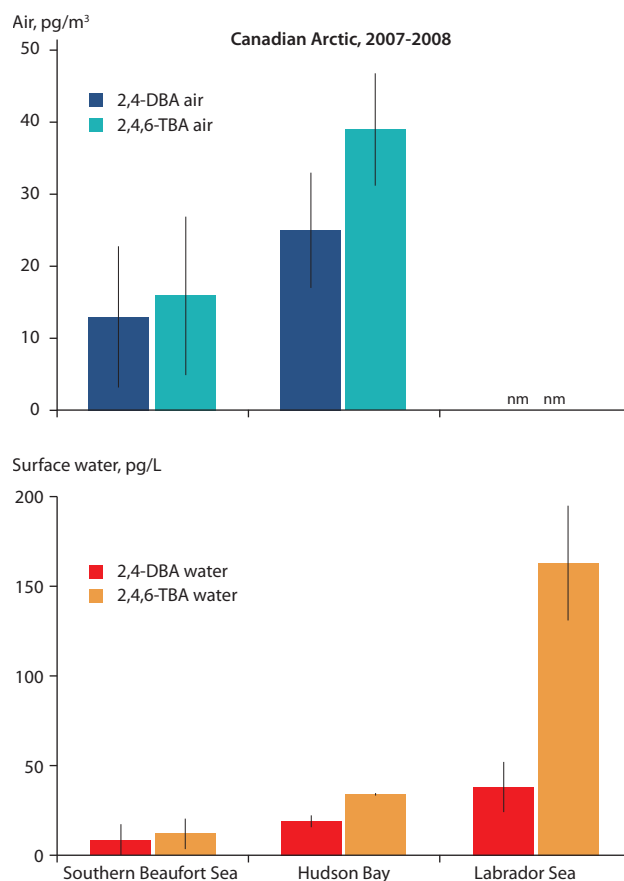 Air, pg/m³
Canadian Arctic, 2007-2008
50
2,4-DBA air
2,4,6-TBA air
40
30
20
10
nm nm
0
Surface water, pg/L
200
2,4-DBA water
2,4,6-TBA water
150
100
50
0
Southern Beaufort Sea Hudson Bay Labrador Sea